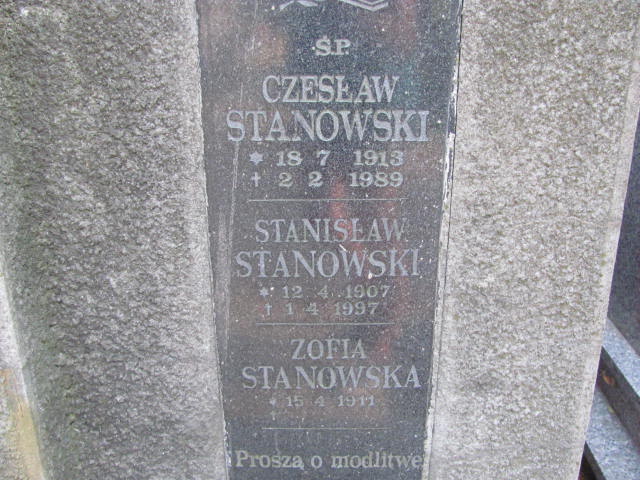 Ś.P.
CZESŁAW
STANOWSKI
* 18 7 1913
† 2 2 1989
STANISŁAW
STANOWSKI
* 12 4 1907
† 1 4 1997
ZOFIA
STANOWSKA
* 15 4 1911
†
Proszą o modlitwę